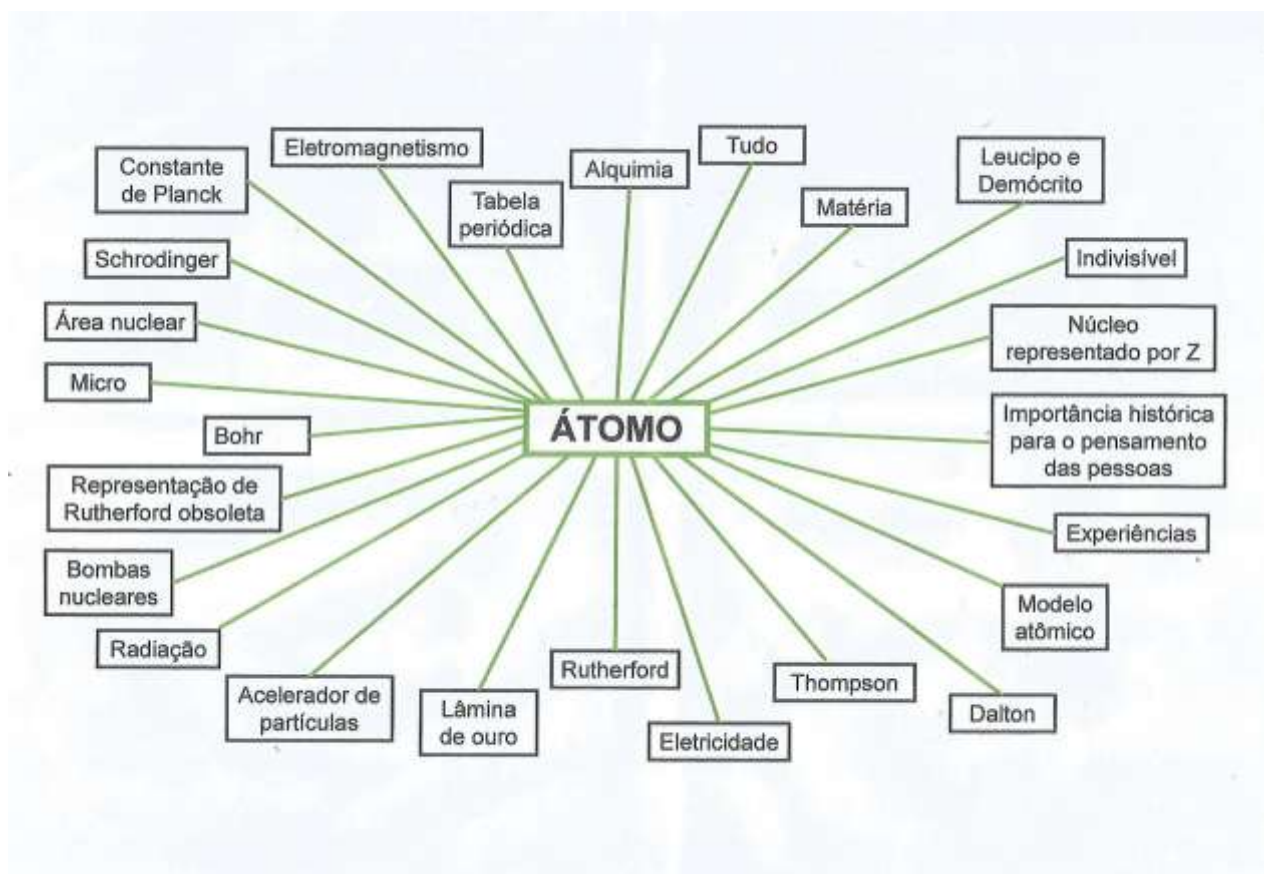 Eletromagnetismo
Tudo
Constante
de Planck
Alquimia
Leucipo e
Demócrito
Tabela
periódica
Matéria
Schrodinger
Indivisível
Área nuclear
Núcleo
representado por Z
Micro
ÁTOMO
Importância histórica
para o pensamento
das pessoas
Bohr
Representação de
Rutherford obsoleta
Experiências
Bombas
nucleares
Modelo
atômico
Radiação
Rutherford
Thompson
Acelerador de
partículas
Lâmina
de ouro
Eletricidade
Dalton